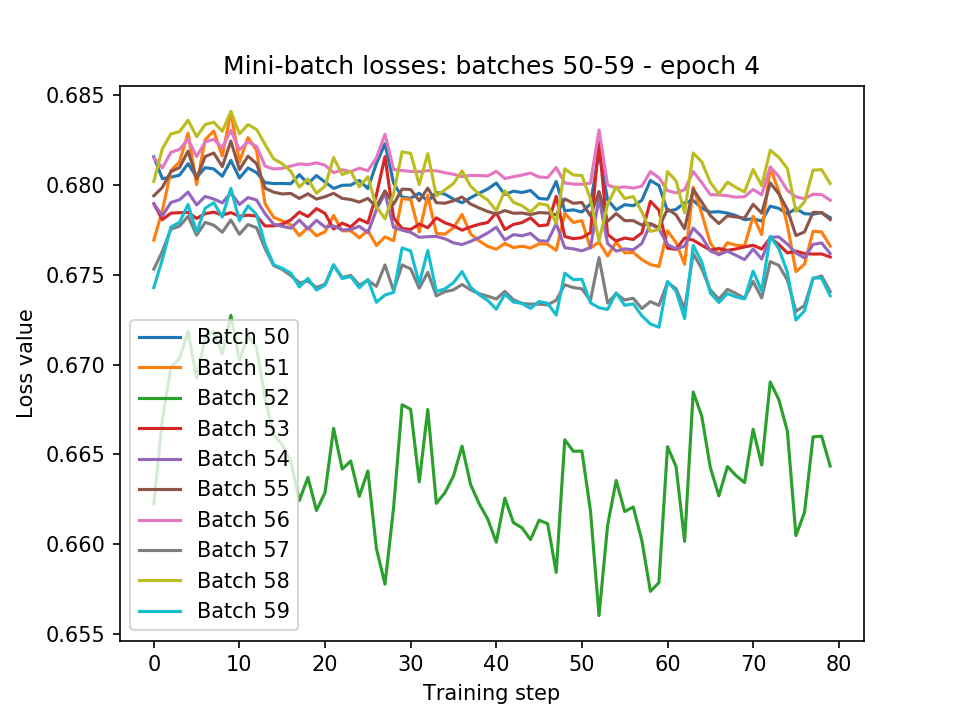 Mini-batch losses: batches 50-59 - epoch 4
0.685
0.680
0.675
0.670
0.665
0.660
0.655
Loss value
Batch 50
Batch 51
Batch 52
Batch 53
Batch 54
Batch 55
Batch 56
Batch 57
Batch 58
Batch 59
0 10 20 30 40 50 60 70 80
Training step